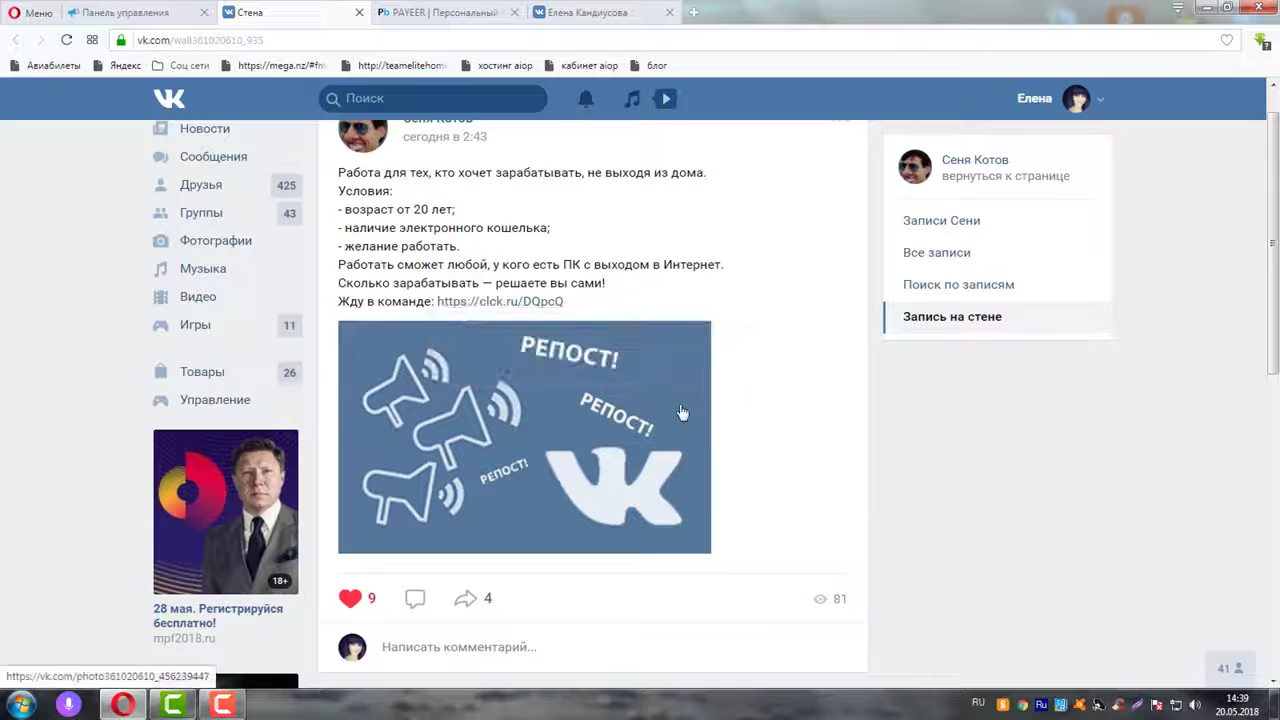 Меню
Панель управления
Стена
PAYEER | Персональный
Елена Кандиусова
vk.com/wall361020610_935
Авиабилеты
Яндекс
Соц сети
https://mega.nz/#fm
http://teamelitehome
хостинг aiop
кабинет aiop
блог
Поиск
Елена
Новости
Сообщения
Друзья 425
Группы 43
Фотографии
Музыка
Видео
Игры 11
Товары 26
Управление
18+
28 мая. Регистрируйся
бесплатно!
mpf2018.ru
Сеня Котов
сегодня в 2:43
Работа для тех, кто хочет зарабатывать, не выходя из дома.
Условия:
- возраст от 20 лет;
- наличие электронного кошелька;
- желание работать.
Работать сможет любой, у кого есть ПК с выходом в Интернет.
Сколько зарабатывать — решаете вы сами!
Жду в команде: https://clck.ru/DQpcQ
РЕПОСТ!
РЕПОСТ!
РЕПОСТ!
9
4
81
Написать комментарий...
Сеня Котов
вернуться к странице
Записи Сени
Все записи
Поиск по записям
Запись на стене
41
https://vk.com/photo361020610_456239447
RU
14:39
20.05.2018